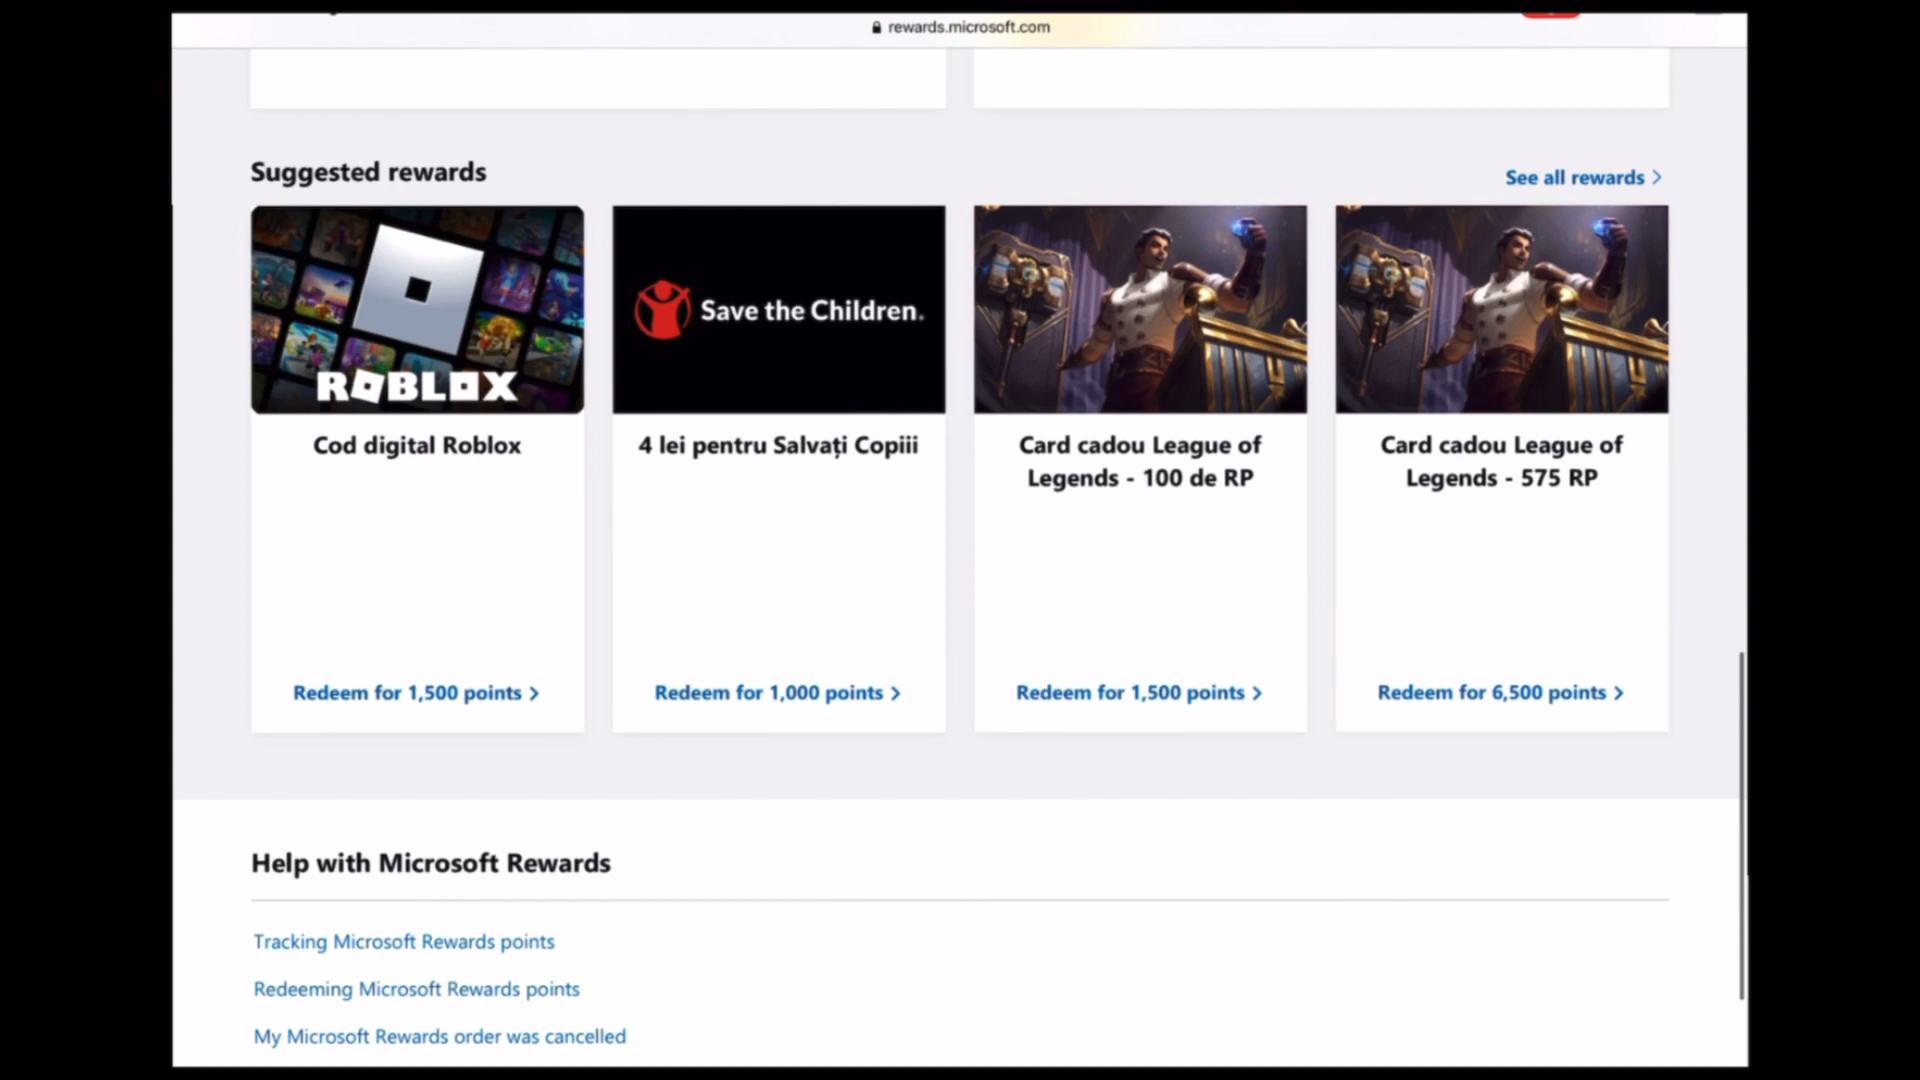 rewards.microsoft.com
Suggested rewards
See all rewards
ROBLOX
Save the Children.
Cod digital Roblox
4 lei pentru Salvați Copiii
Card cadou League of
Legends - 100 de RP
Card cadou League of
Legends - 575 RP
Redeem for 1,500 points
Redeem for 1,000 points
Redeem for 1,500 points
Redeem for 6,500 points
Help with Microsoft Rewards
Tracking Microsoft Rewards points
Redeeming Microsoft Rewards points
My Microsoft Rewards order was cancelled